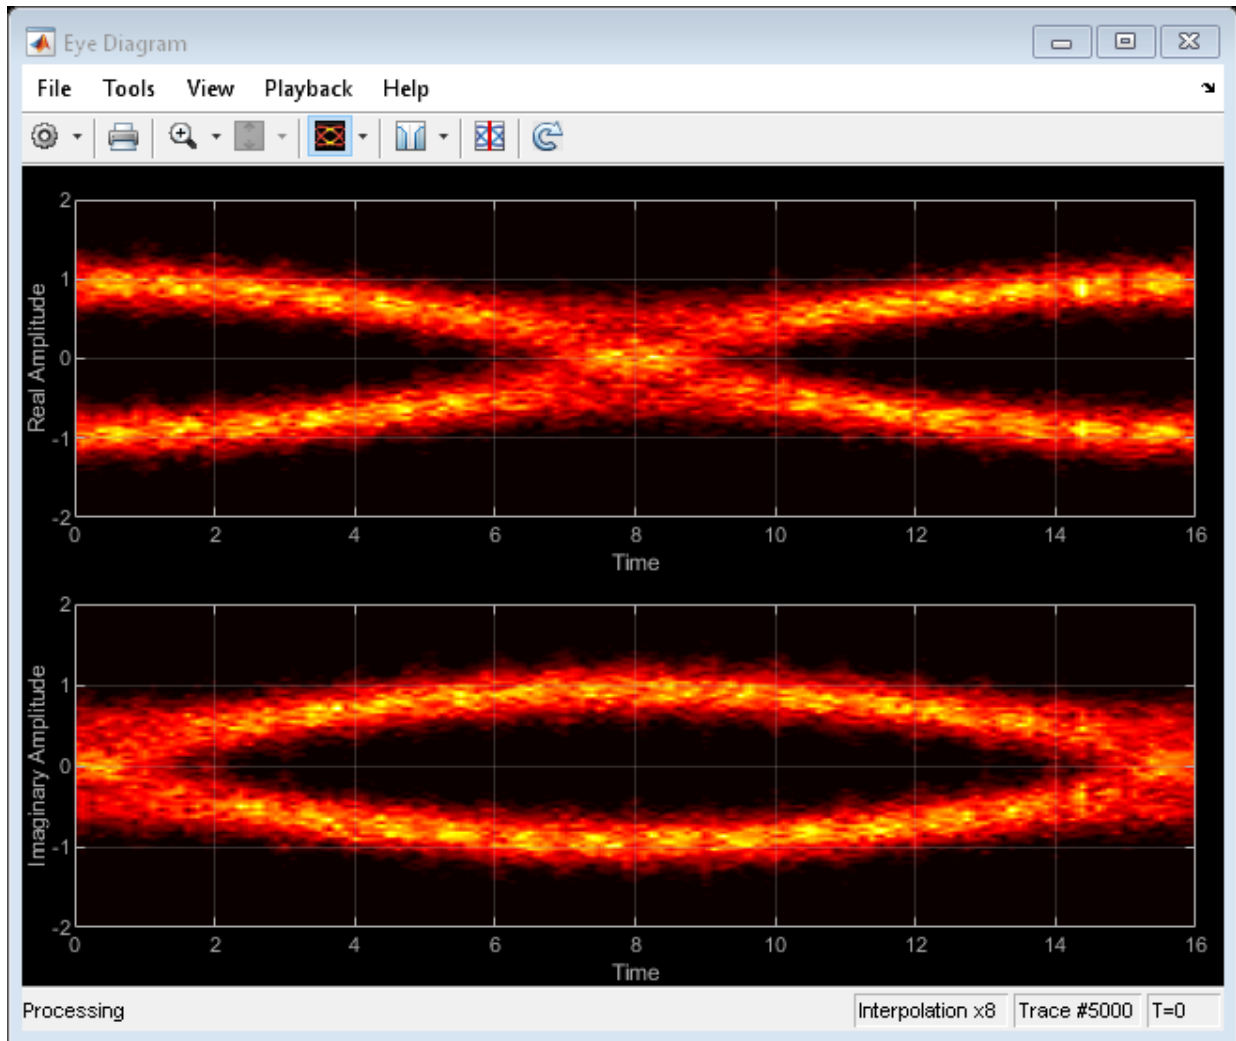 Eye Diagram
File Tools View Playback Help
2
1
0
-1
-2
Real Amplitude
0 2 4 6 8 10 12 14 16
Time
2
1
0
-1
-2
Imaginary Amplitude
0 2 4 6 8 10 12 14 16
Time
Processing Interpolation x8 Trace #5000 T=0